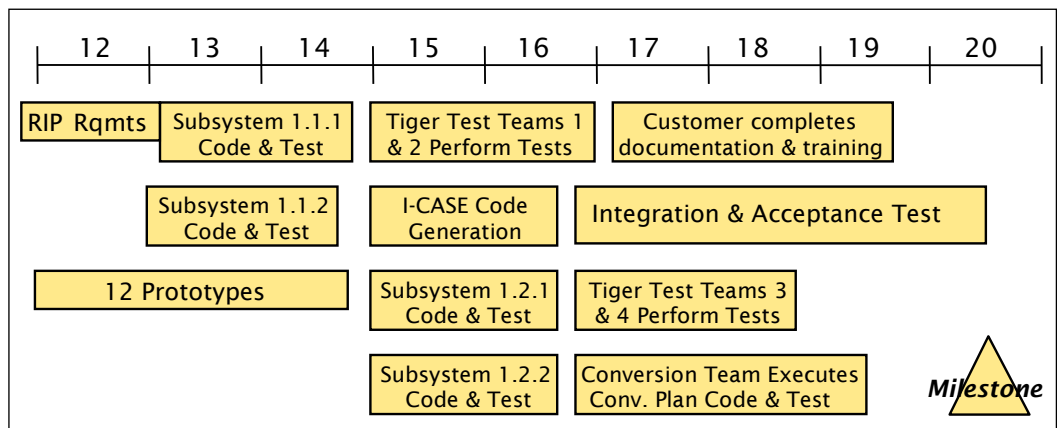 12 13 14 15 16 17 18 19 20
RIP Rqmts
Subsystem 1.1.1
Code & Test
Tiger Test Teams 1
& 2 Perform Tests
Customer completes
documentation & training
Subsystem 1.1.2
Code & Test
I-CASE Code
Generation
Integration & Acceptance Test
12 Prototypes
Subsystem 1.2.1
Code & Test
Tiger Test Teams 3
& 4 Perform Tests
Subsystem 1.2.2
Code & Test
Conversion Team Executes
Conv. Plan Code & Test
Milestone